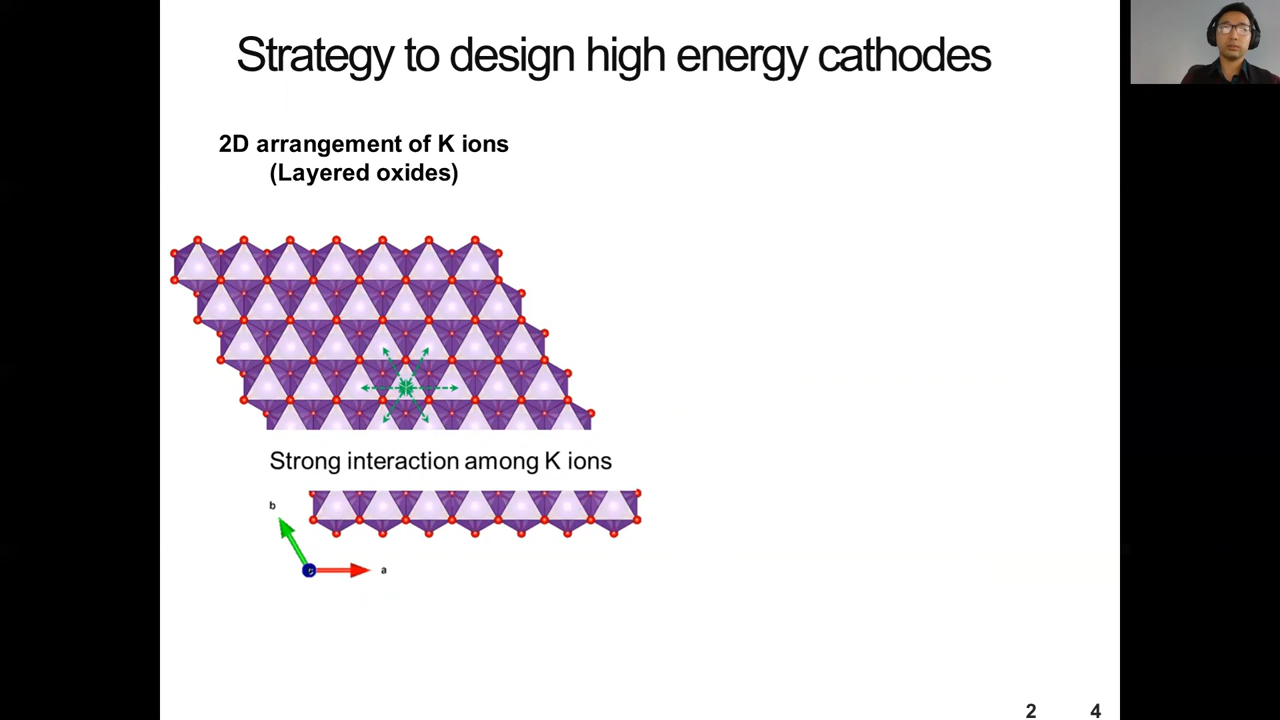 Strategy to design high energy cathodes
2D arrangement of K ions
(Layered oxides)
Strong interaction among K ions
b
a
2 4